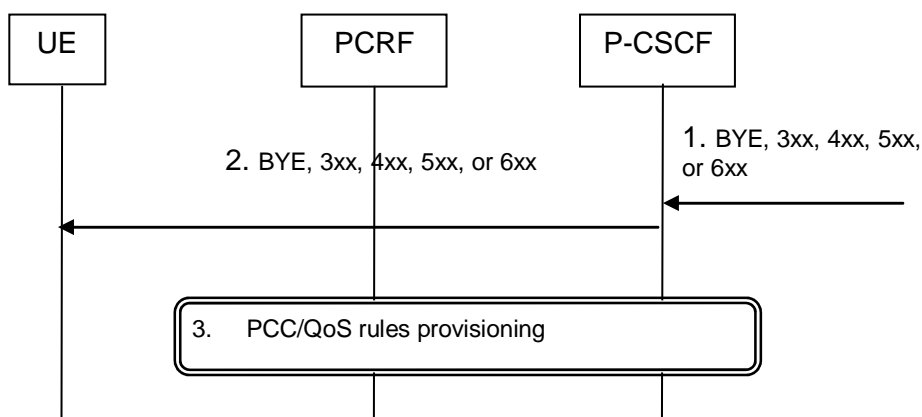 UE
PCRF
P-CSCF
1. BYE, 3xx, 4xx, 5xx,
or 6xx
2. BYE, 3xx, 4xx, 5xx, or 6xx
3. PCC/QoS rules provisioning